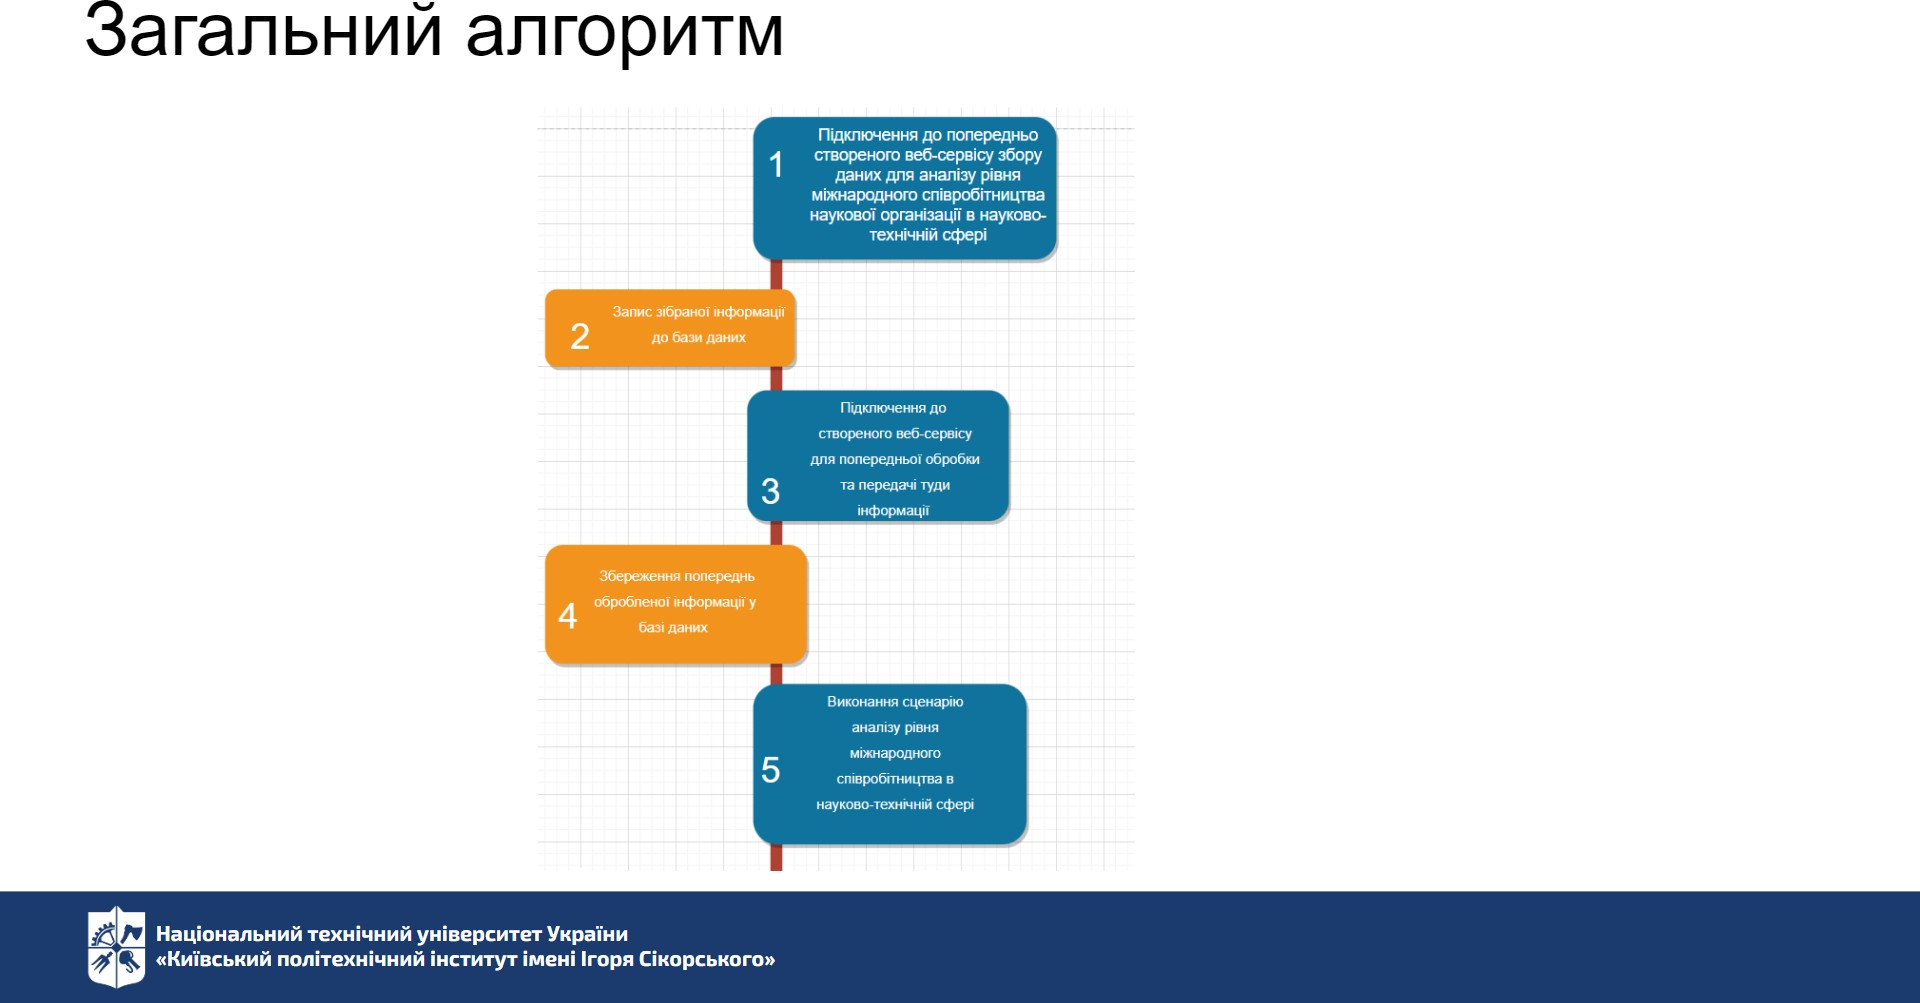 Загальний алгоритм
1
Підключення до попередньо
створеного веб-сервісу збору
даних для аналізу рівня
міжнародного співробітництва
наукової організації в науково-
технічній сфері
2
Запис зібраної інформації
до бази даних
3
Підключення до
створеного веб-сервісу
для попередньої обробки
та передачі туди
інформації
4
Збереження попереднь
обробленої інформації у
базі даних
5
Виконання сценарію
аналізу рівня
міжнародного
співробітництва в
науково-технічній сфері
Національний технічний університет України
«Київський політехнічний інститут імені Ігоря Сікорського»